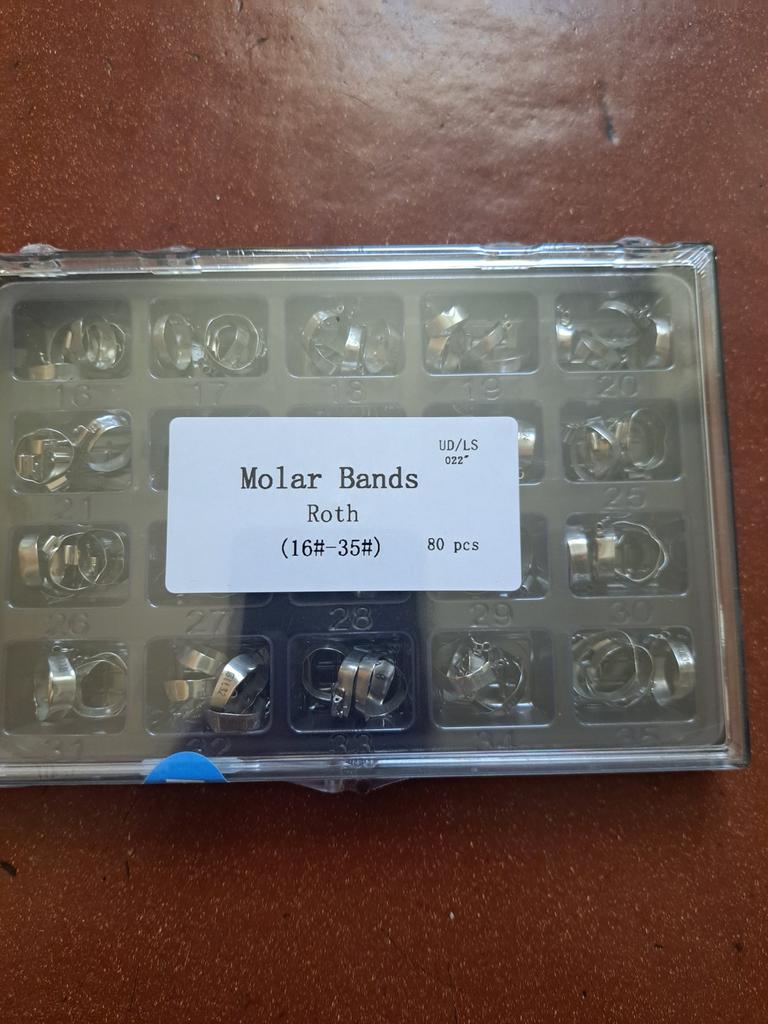 16 17 18 19 20
UD/LS
022"
Molar Bands
Roth
(16#-35#) 80 pcs
21 25
26 27 28 29 30
31 32 33 34 35